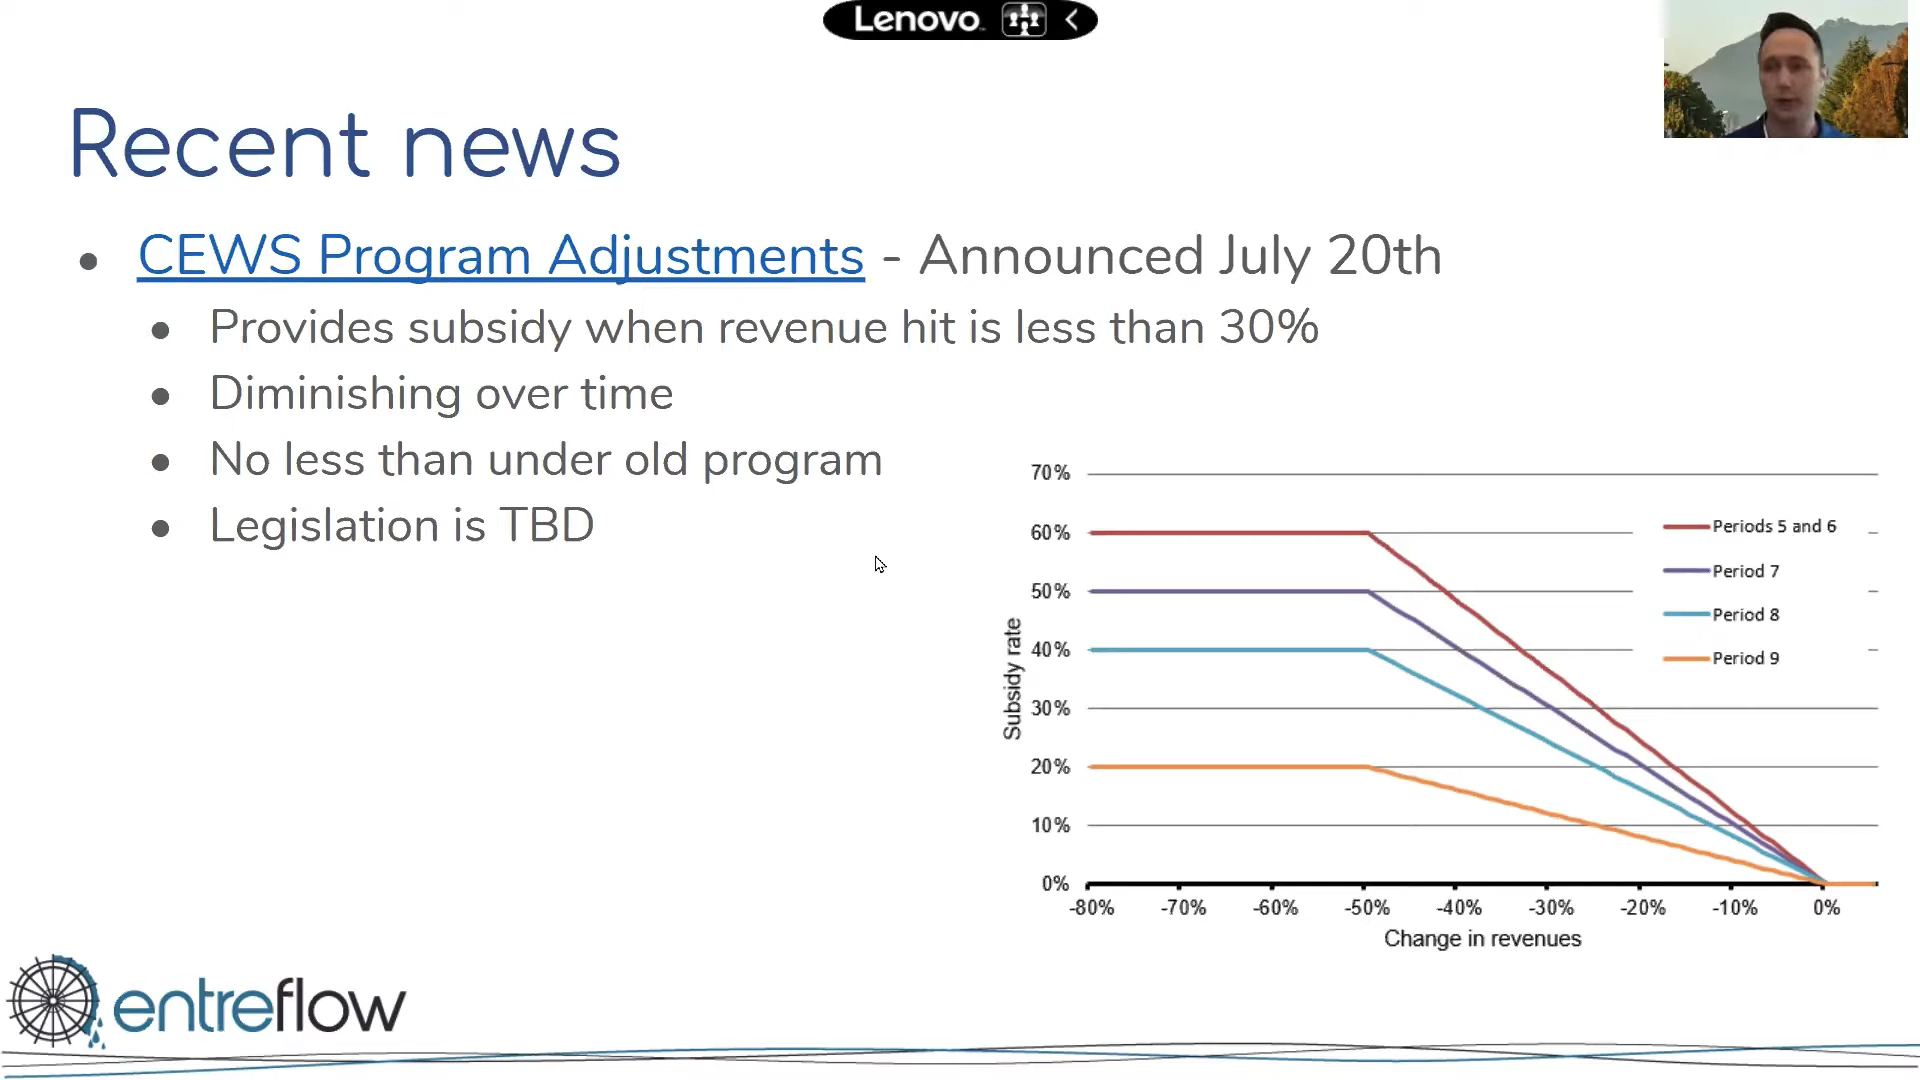 Lenovo
Recent news
CEWS Program Adjustments - Announced July 20th
Provides subsidy when revenue hit is less than 30%
Diminishing over time
No less than under old program
Legislation is TBD
70%
60%
50%
40%
30%
20%
10%
0%
Subsidy rate
Periods 5 and 6
Period 7
Period 8
Period 9
-80% -70% -60% -50% -40% -30% -20% -10% 0%
Change in revenues
entreflow